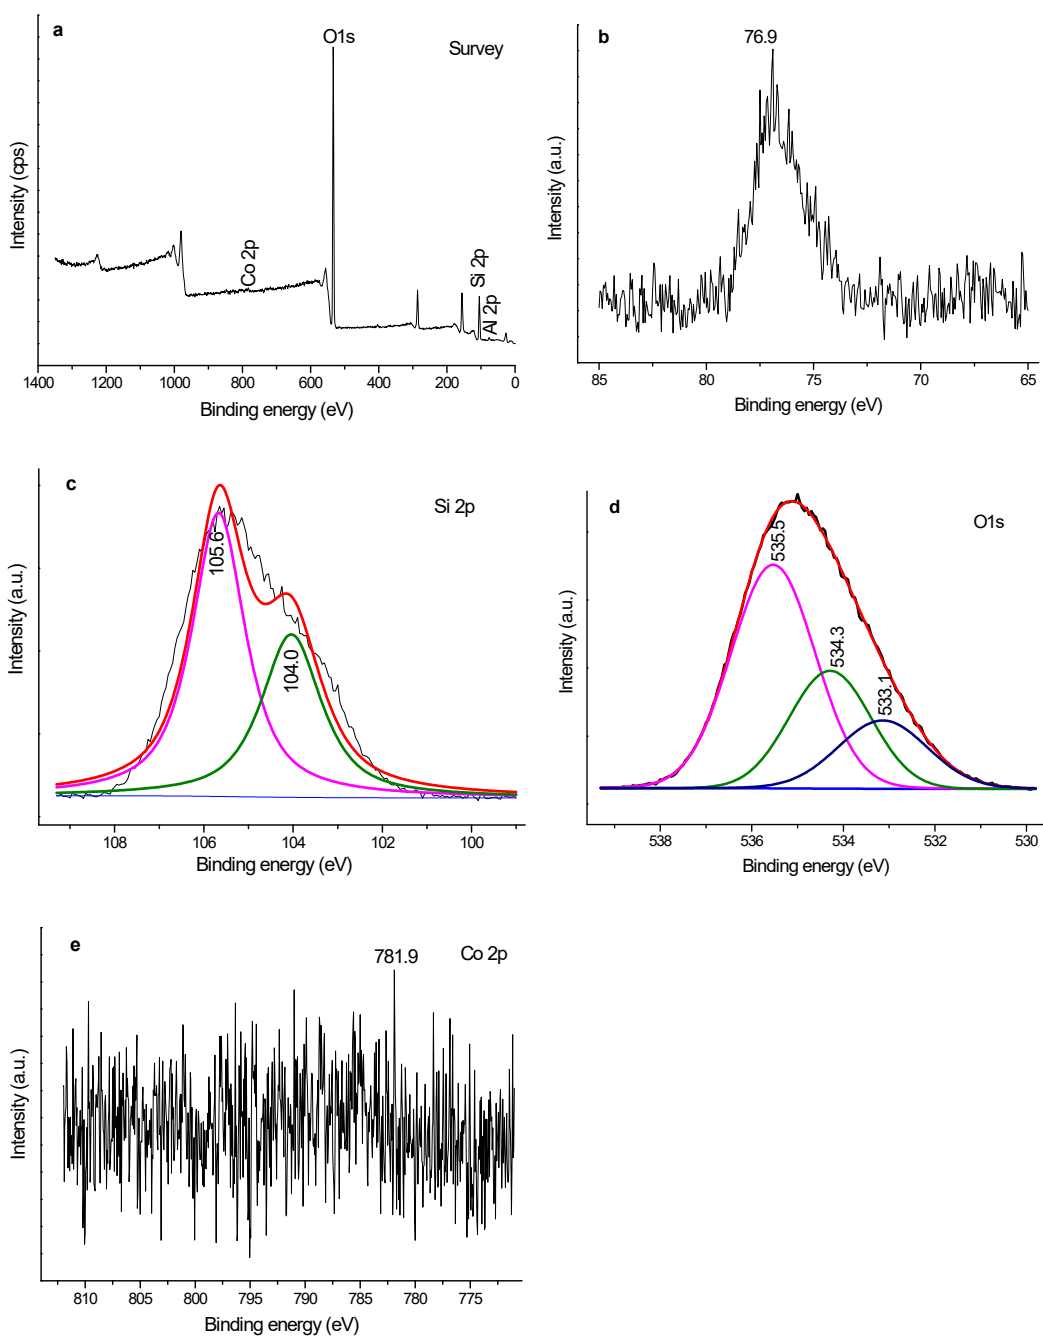 a
O1s
Survey
Co 2p
Si 2p
Al 2p
Intensity (cps)
1400 1200 1000 800 600 400 200 0
Binding energy (eV)
b
76.9
Intensity (a.u.)
85 80 75 70 65
Binding energy (eV)
c
Si 2p
105.6
104.0
Intensity (a.u.)
108 106 104 102 100
Binding energy (eV)
d
O1s
535.5
534.3
533.1
Intensity (a.u.)
538 536 534 532 530
Binding energy (eV)
e
781.9
Co 2p
Intensity (a.u.)
810 805 800 795 790 785 780 775
Binding energy (eV)